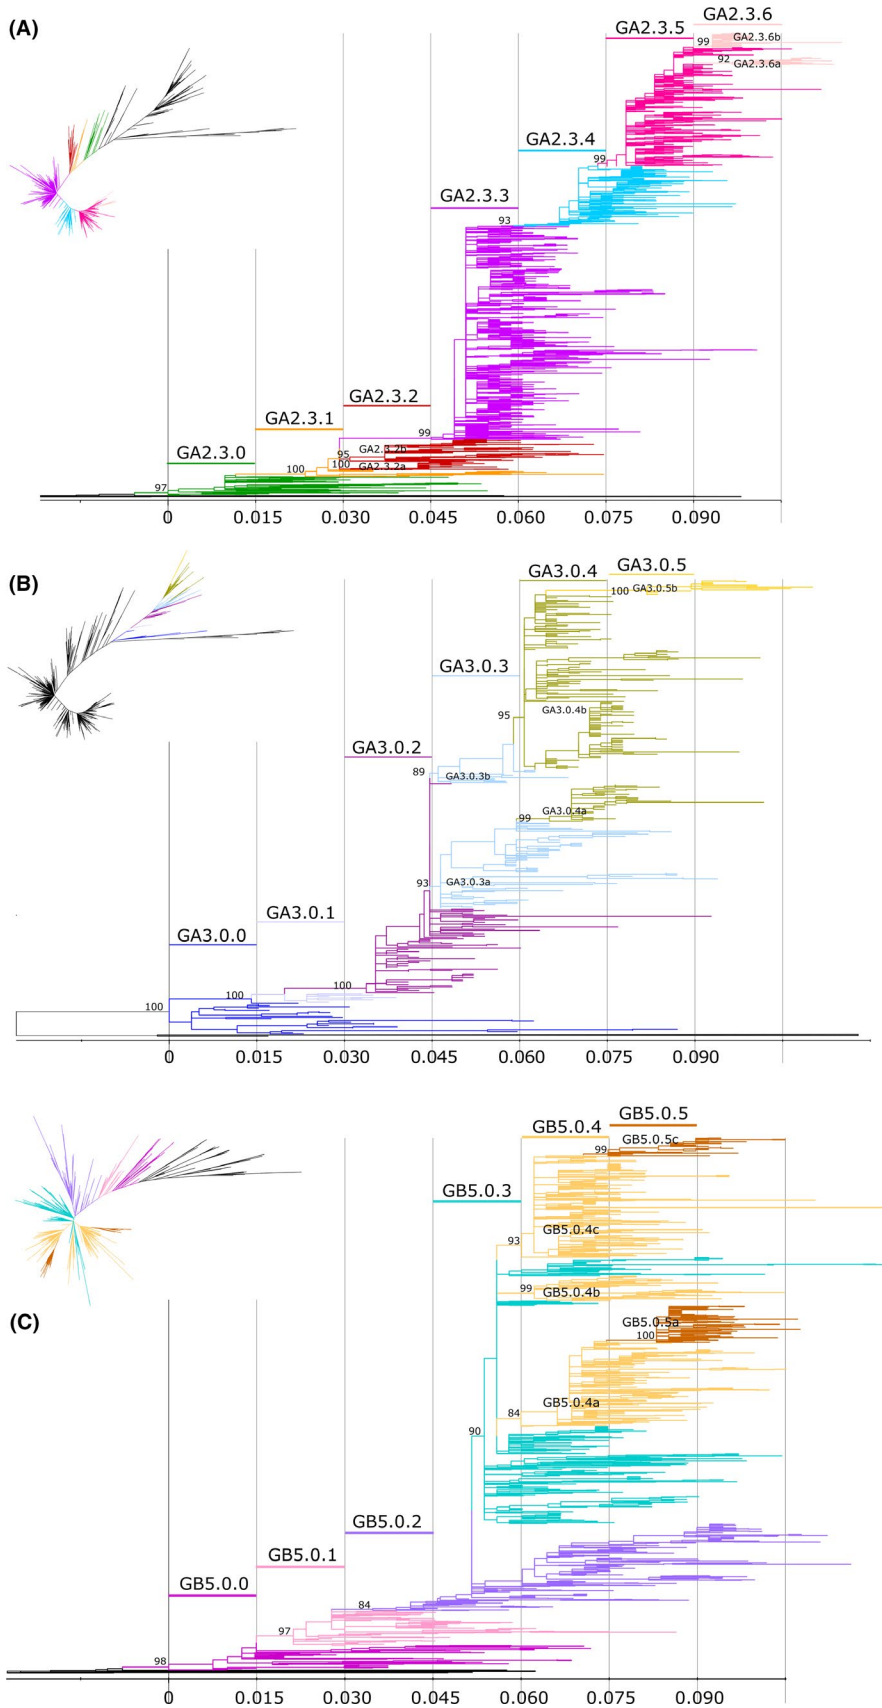 (A)
GA2.3.6
GA2.3.5
99
GA2.3.6b
92
GA2.3.6a
GA2.3.4
99
GA2.3.3
93
GA2.3.2
GA2.3.1
99
GA2.3.0
95
GA2.3.2b
100
100
GA2.3.2a
97
0 0.015 0.030 0.045 0.060 0.075 0.090
(B)
GA3.0.4
GA3.0.5
100
GA3.0.5b
GA3.0.3
95
GA3.0.4b
GA3.0.2
89
GA3.0.3b
99
GA3.0.4a
93
GA3.0.3a
GA3.0.1
GA3.0.0
100
100
100
0 0.015 0.030 0.045 0.060 0.075 0.090
GB5.0.5
GB5.0.4
99
GB5.0.5c
GB5.0.3
93
GB5.0.4c
99
GB5.0.4b
(C)
GB5.0.5a
100
84
GB5.0.4a
90
GB5.0.2
GB5.0.1
GB5.0.0
84
97
98
0 0.015 0.030 0.045 0.060 0.075 0.090